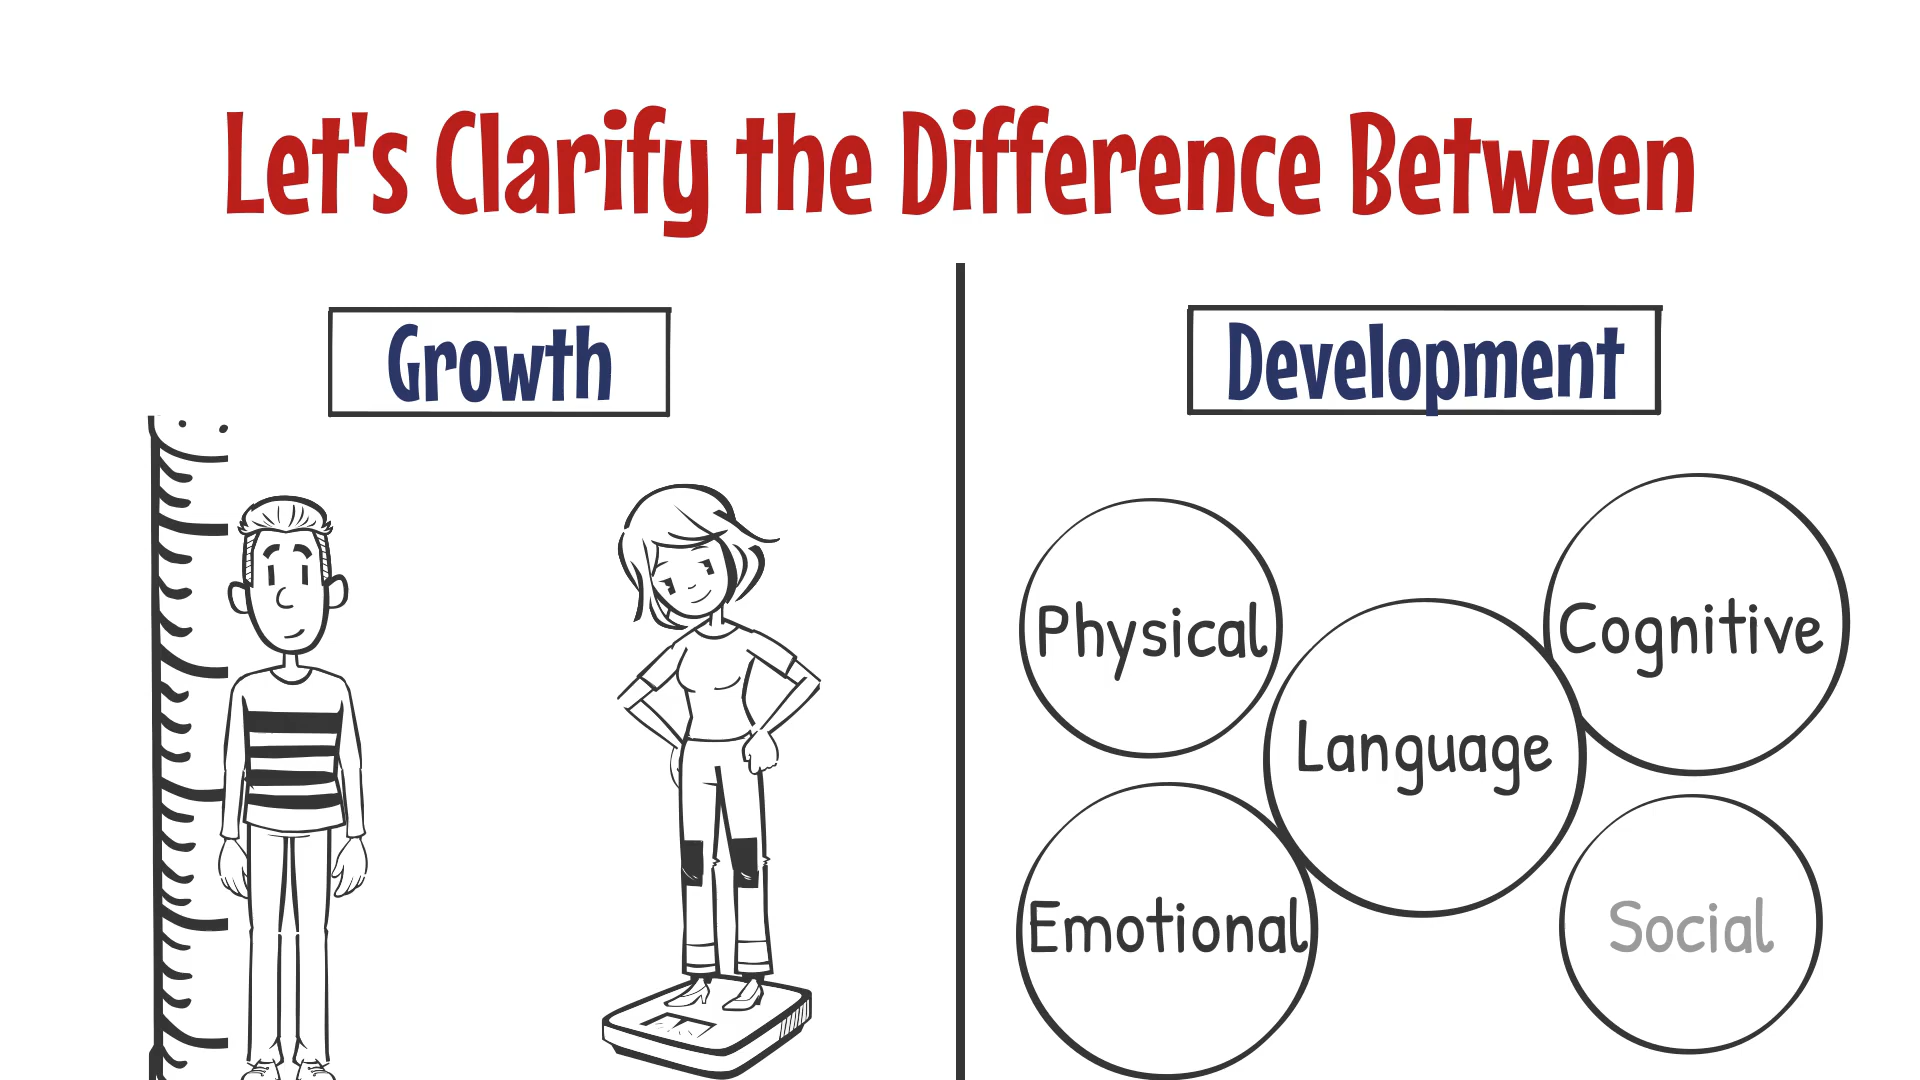 Let's Clarify the Difference Between
Growth
Development
Physical
Cognitive
Language
Emotional
Social